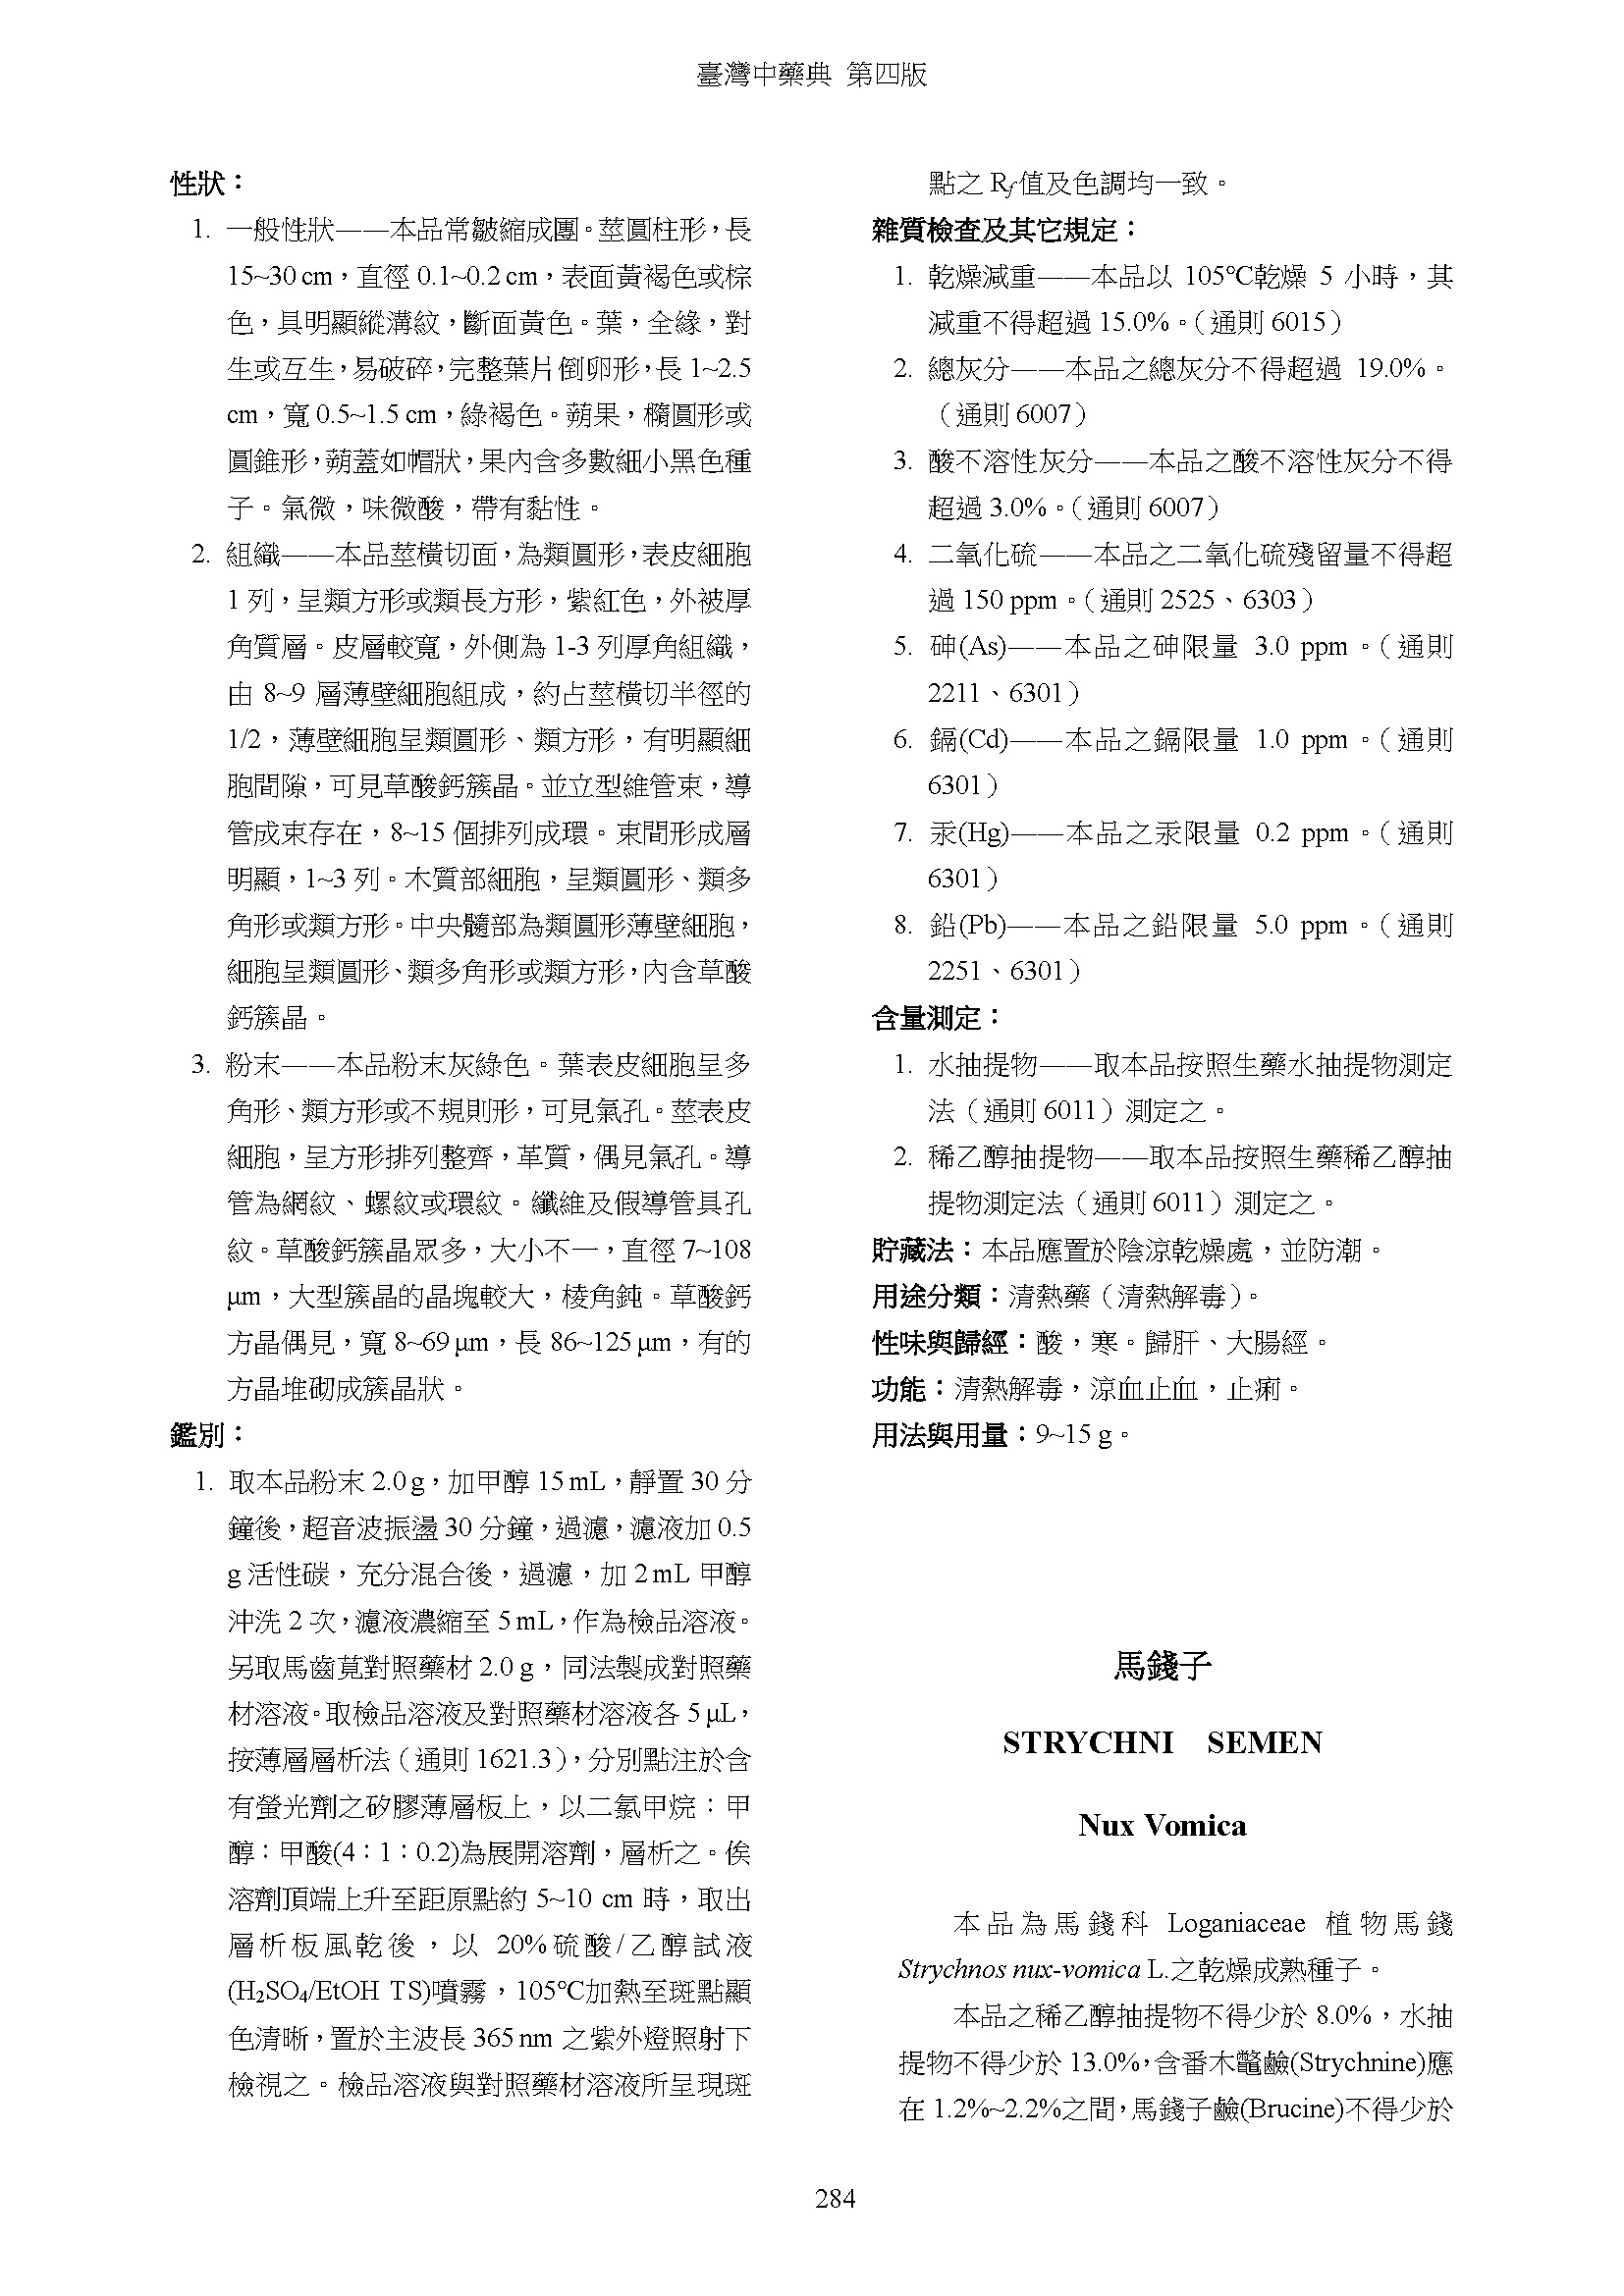 臺灣中藥典 第四版
性狀：
1. 一般性狀——本品常皺縮成團。莖圓柱形，長
15~30 cm，直徑 0.1~0.2 cm，表面黃褐色或棕
色，具明顯縱溝紋，斷面黃色。葉，全緣，對
生或互生，易破碎，完整葉片倒卵形，長 1~2.5
cm，寬 0.5~1.5 cm，綠褐色。蒴果，橢圓形或
圓錐形，蒴蓋如帽狀，果內含多數細小黑色種
子。氣微，味微酸，帶有黏性。
2. 組織——本品莖橫切面，為類圓形，表皮細胞
1 列，呈類方形或類長方形，紫紅色，外被厚
角質層。皮層較寬，外側為 1-3 列厚角組織，
由 8~9 層薄壁細胞組成，約占莖橫切半徑的
1/2，薄壁細胞呈類圓形、類方形，有明顯細
胞間隙，可見草酸鈣簇晶。並立型維管束，導
管成束存在，8~15 個排列成環。束間形成層
明顯，1~3 列。木質部細胞，呈類圓形、類多
角形或類方形。中央髓部為類圓形薄壁細胞，
細胞呈類圓形、類多角形或類方形，內含草酸
鈣簇晶。
3. 粉末——本品粉末灰綠色。葉表皮細胞呈多
角形、類方形或不規則形，可見氣孔。莖表皮
細胞，呈方形排列整齊，革質，偶見氣孔。導
管為網紋、螺紋或環紋。纖維及假導管具孔
紋。草酸鈣簇晶眾多，大小不一，直徑 7~108
μm，大型簇晶的晶塊較大，棱角鈍。草酸鈣
方晶偶見，寬 8~69 μm，長 86~125 μm，有的
方晶堆砌成簇晶狀。
鑑別：
1. 取本品粉末 2.0 g，加甲醇 15 mL，靜置 30 分
鐘後，超音波振盪 30 分鐘，過濾，濾液加 0.5
g 活性碳，充分混合後，過濾，加 2 mL 甲醇
沖洗 2 次，濾液濃縮至 5 mL，作為檢品溶液。
另取馬齒莧對照藥材 2.0 g，同法製成對照藥
材溶液。取檢品溶液及對照藥材溶液各 5 μL，
按薄層層析法（通則 1621.3），分別點注於含
有螢光劑之矽膠薄層板上，以二氯甲烷：甲
醇：甲酸(4：1：0.2)為展開溶劑，層析之。俟
溶劑頂端上升至距原點約 5~10 cm 時，取出
層析板風乾後，以 20%硫酸/乙醇試液
(H₂SO₄/EtOH TS)噴霧，105℃加熱至斑點顯
色清晰，置於主波長 365 nm 之紫外燈照射下
檢視之。檢品溶液與對照藥材溶液所呈現斑
點之 Rf 值及色調均一致。
雜質檢查及其它規定：
1. 乾燥減重——本品以 105℃乾燥 5 小時，其
減重不得超過 15.0%。（通則 6015）
2. 總灰分——本品之總灰分不得超過 19.0%。
（通則 6007）
3. 酸不溶性灰分——本品之酸不溶性灰分不得
超過 3.0%。（通則 6007）
4. 二氧化硫——本品之二氧化硫殘留量不得超
過 150 ppm。（通則 2525、6303）
5. 砷(As)——本品之砷限量 3.0 ppm。（通則
2211、6301）
6. 鎘(Cd)——本品之鎘限量 1.0 ppm。（通則
6301）
7. 汞(Hg)——本品之汞限量 0.2 ppm。（通則
6301）
8. 鉛(Pb)——本品之鉛限量 5.0 ppm。（通則
2251、6301）
含量測定：
1. 水抽提物——取本品按照生藥水抽提物測定
法（通則 6011）測定之。
2. 稀乙醇抽提物——取本品按照生藥稀乙醇抽
提物測定法（通則 6011）測定之。
貯藏法：本品應置於陰涼乾燥處，並防潮。
用途分類：清熱藥（清熱解毒）。
性味與歸經：酸，寒。歸肝、大腸經。
功能：清熱解毒，涼血止血，止痢。
用法與用量：9~15 g。
馬錢子
STRYCHNI SEMEN
Nux Vomica
本品為馬錢科 Loganiaceae 植物馬錢
Strychnos nux-vomica L.之乾燥成熟種子。
本品之稀乙醇抽提物不得少於 8.0%，水抽
提物不得少於 13.0%，含番木鼈鹼(Strychnine)應
在 1.2%~2.2%之間，馬錢子鹼(Brucine)不得少於
284